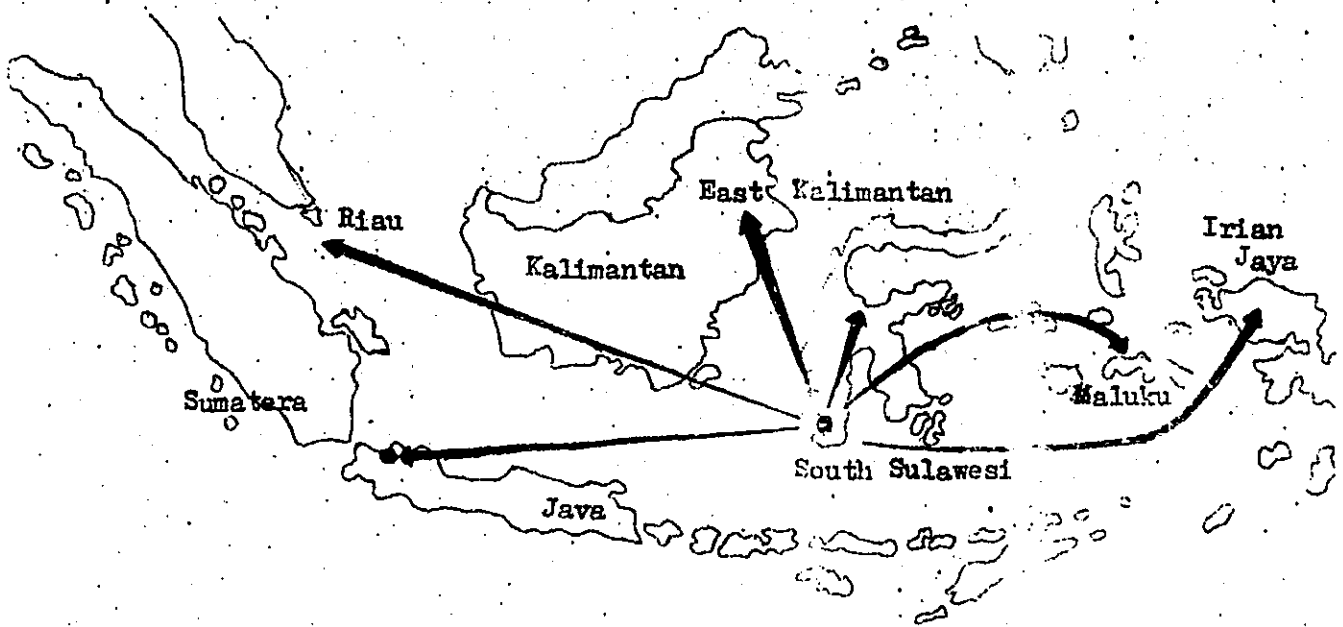 East Kalimantan
Riau
Irian
Jaya
Kalimantan
Sumatera
Maluku
South Sulawesi
Java